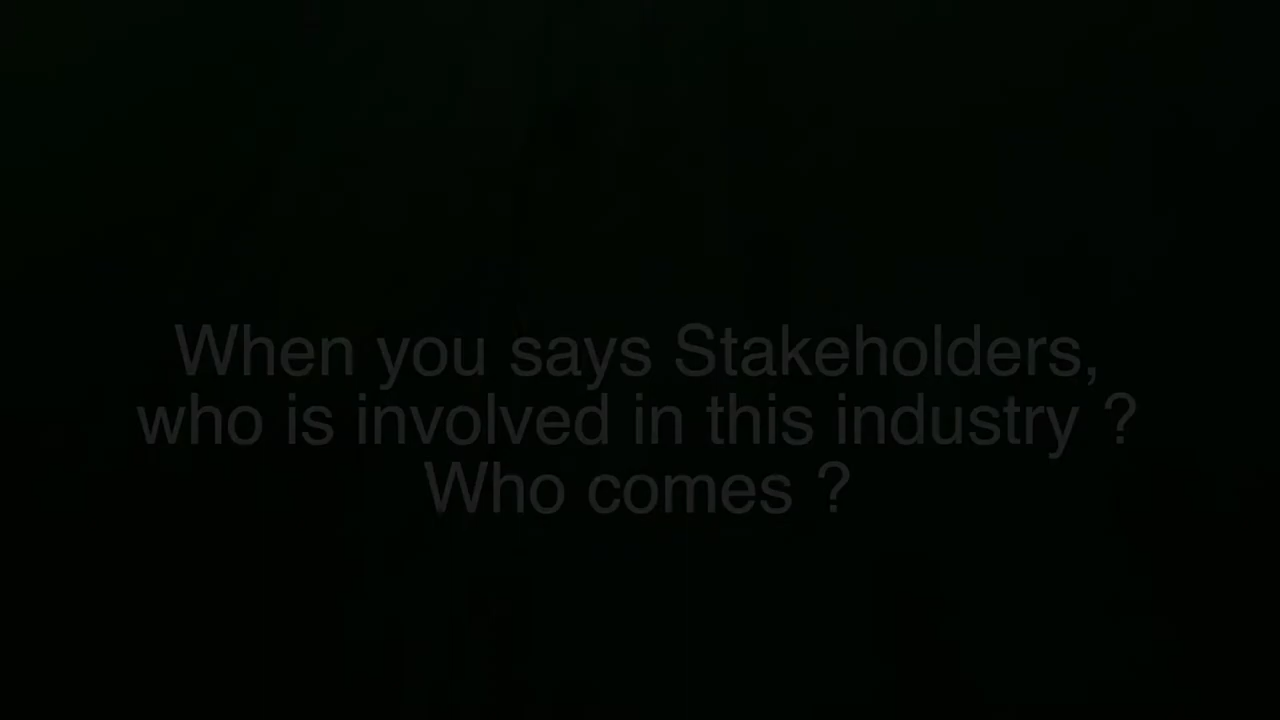 When you says Stakeholders,
who is involved in this industry ?
Who comes ?